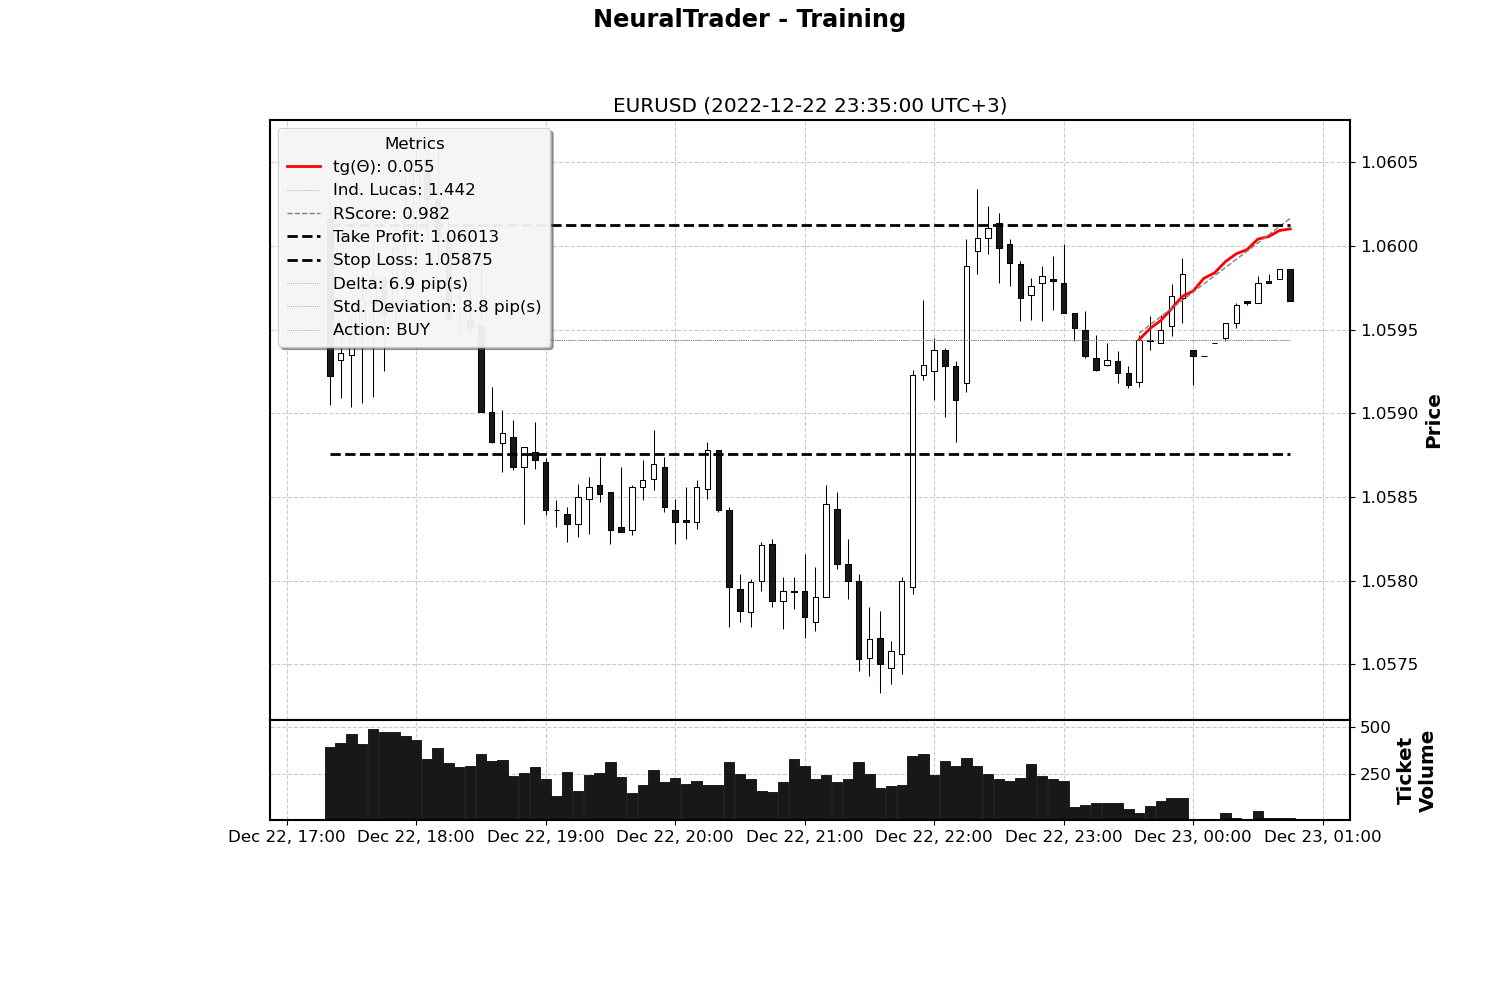 NeuralTrader - Training
EURUSD (2022-12-22 23:35:00 UTC+3)
Metrics
tg(Θ): 0.055
Ind. Lucas: 1.442
RScore: 0.982
Take Profit: 1.06013
Stop Loss: 1.05875
Delta: 6.9 pip(s)
Std. Deviation: 8.8 pip(s)
Action: BUY
1.0605
1.0600
1.0595
1.0590
1.0585
1.0580
1.0575
Price
500
250
Ticket
Volume
Dec 22, 17:00 Dec 22, 18:00 Dec 22, 19:00 Dec 22, 20:00 Dec 22, 21:00 Dec 22, 22:00 Dec 22, 23:00 Dec 23, 00:00 Dec 23, 01:00